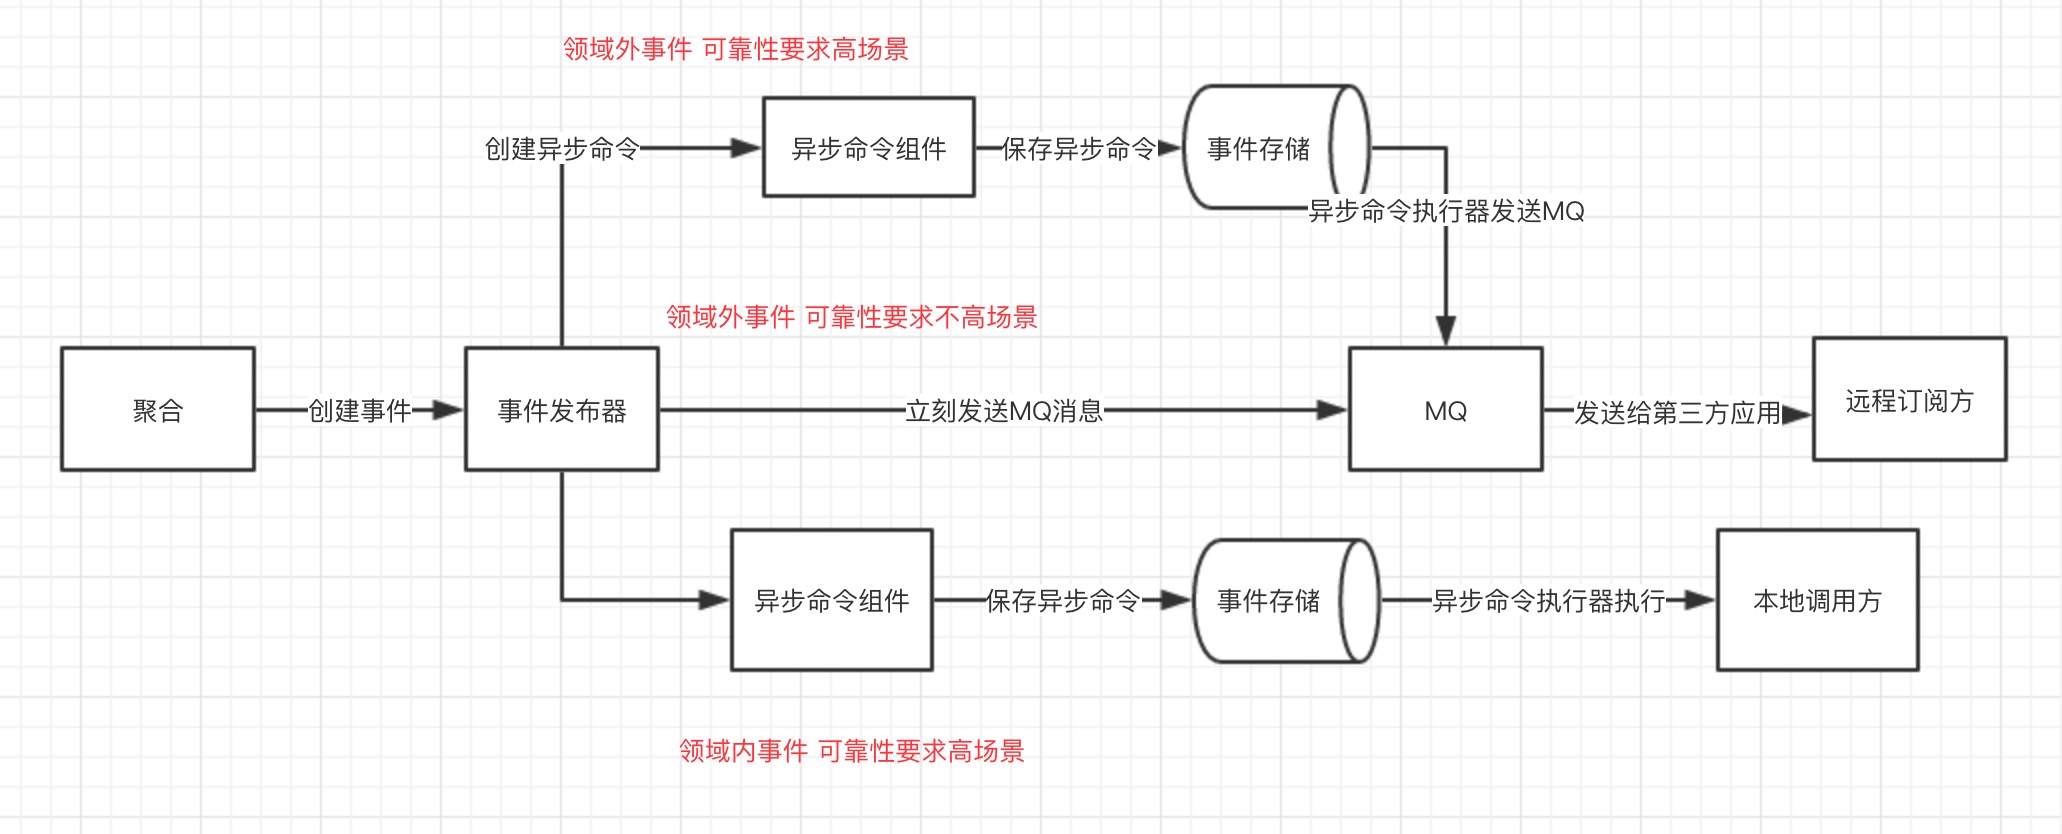 领域外事件 可靠性要求高场景
创建异步命令
异步命令组件
保存异步命令
事件存储
异步命令执行器发送MQ
领域外事件 可靠性要求不高场景
聚合
创建事件
事件发布器
立刻发送MQ消息
MQ
发送给第三方应用
远程订阅方
异步命令组件
保存异步命令
事件存储
异步命令执行器执行
本地调用方
领域内事件 可靠性要求高场景